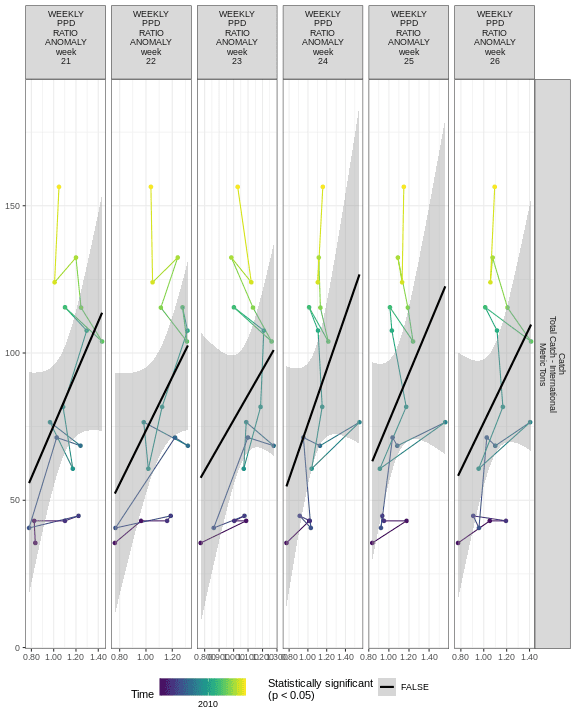 WEEKLY
PPD
RATIO
ANOMALY
week
21
WEEKLY
PPD
RATIO
ANOMALY
week
22
WEEKLY
PPD
RATIO
ANOMALY
week
23
WEEKLY
PPD
RATIO
ANOMALY
week
24
WEEKLY
PPD
RATIO
ANOMALY
week
25
WEEKLY
PPD
RATIO
ANOMALY
week
26
150
100
50
0
Catch
Total Catch - International
Metric Tons
0.80 1.00 1.20 1.40
0.80 1.00 1.20
0.80 1.00 1.20
0.80 1.00 1.20 1.40
0.80 1.00 1.20 1.40
Time
2010
Statistically significant
(p < 0.05)
FALSE